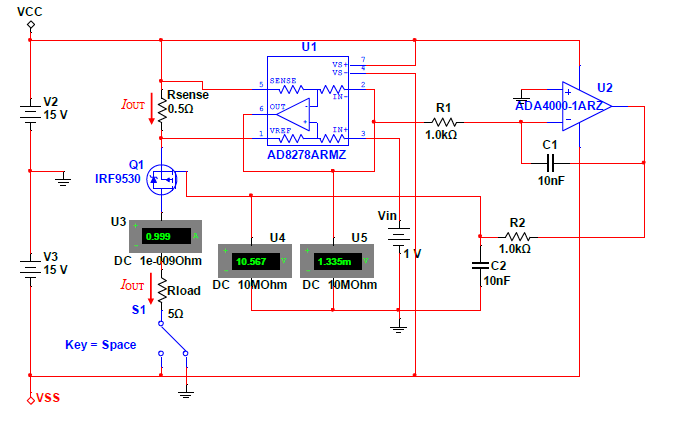 VCC
U1
VS+ 7
VS- 4
5 SENSE 2
IN-
V2
15 V
IOUT
Rsense
0.5Ω
6 OUT
1 VREF IN+ 3
AD8278ARMZ
R1
1.0kΩ
U2
ADA4000-1ARZ
+
-
C1
10nF
Q1
IRF9530
U3
0.999 A
DC 1e-009Ohm
Vin
1 V
R2
1.0kΩ
U4
10.567 V
DC 10MOhm
U5
1.335m V
DC 10MOhm
C2
10nF
V3
15 V
IOUT
Rload
5Ω
S1
Key = Space
VSS